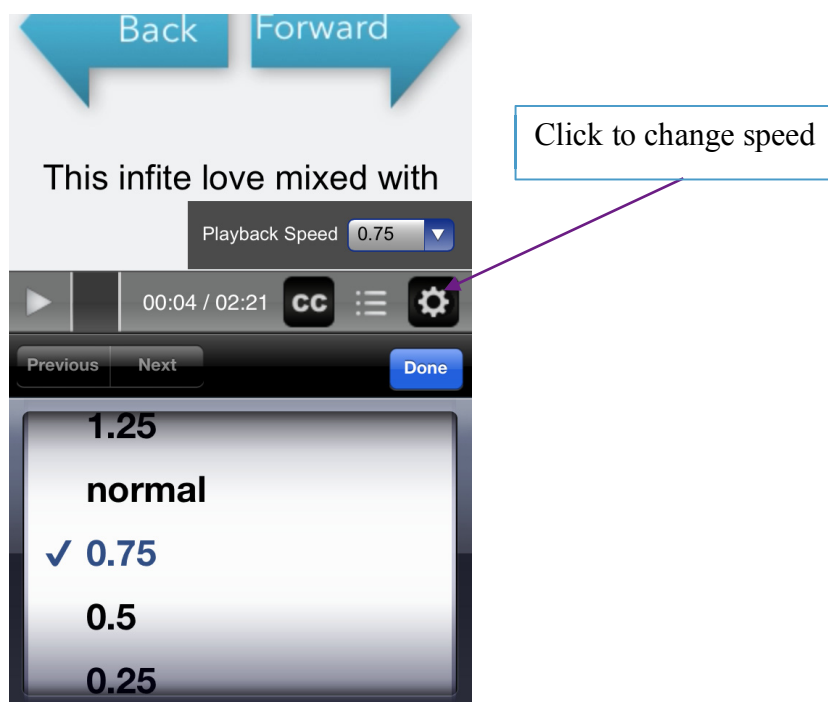 Back Forward
Click to change speed
This infite love mixed with
Playback Speed 0.75
00:04 / 02:21 CC
Previous Next Done
1.25
normal
✓ 0.75
0.5
0.25